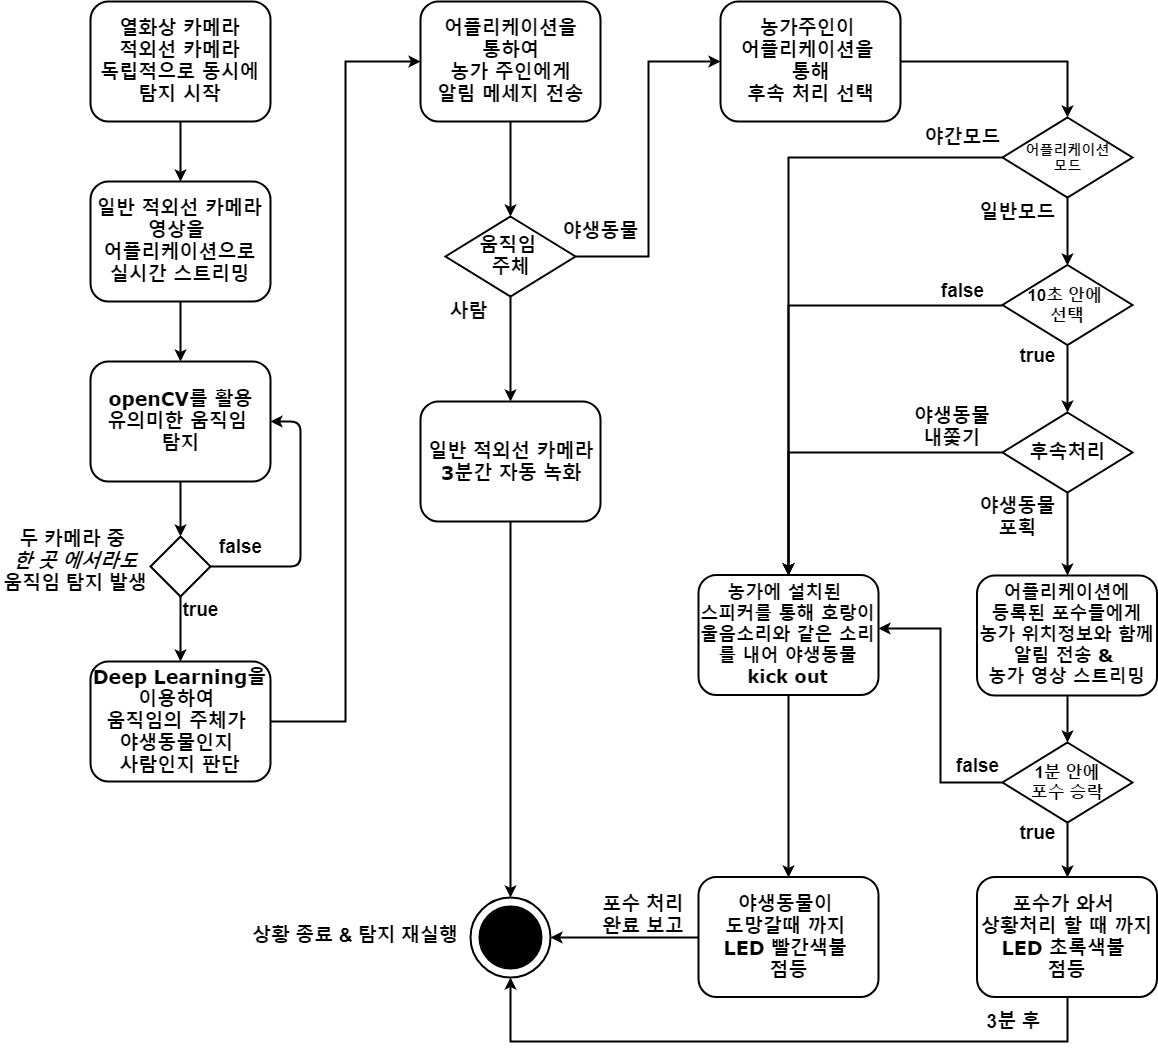 열화상 카메라
적외선 카메라
독립적으로 동시에
탐지 시작
일반 적외선 카메라
영상을
어플리케이션으로
실시간 스트리밍
openCV를 활용
유의미한 움직임
탐지
두 카메라 중
한 곳 에서라도
움직임 탐지 발생
false
true
Deep Learning을
이용하여
움직임의 주체가
야생동물인지
사람인지 판단
어플리케이션을
통하여
농가 주인에게
알림 메세지 전송
움직임
주체
야생동물
사람
일반 적외선 카메라
3분간 자동 녹화
농가주인이
어플리케이션을
통해
후속 처리 선택
어플리케이션
모드
야간모드
일반모드
10초 안에
선택
false
true
후속처리
야생동물
내쫓기
야생동물
포획
농가에 설치된
스피커를 통해 호랑이
울음소리와 같은 소리
를 내어 야생동물
kick out
어플리케이션에
등록된 포수들에게
농가 위치정보와 함께
알림 전송 &
농가 영상 스트리밍
1분 안에
포수 승락
false
true
야생동물이
도망갈때 까지
LED 빨간색불
점등
포수가 와서
상황처리 할 때 까지
LED 초록색불
점등
포수 처리
완료 보고
3분 후
상황 종료 & 탐지 재실행